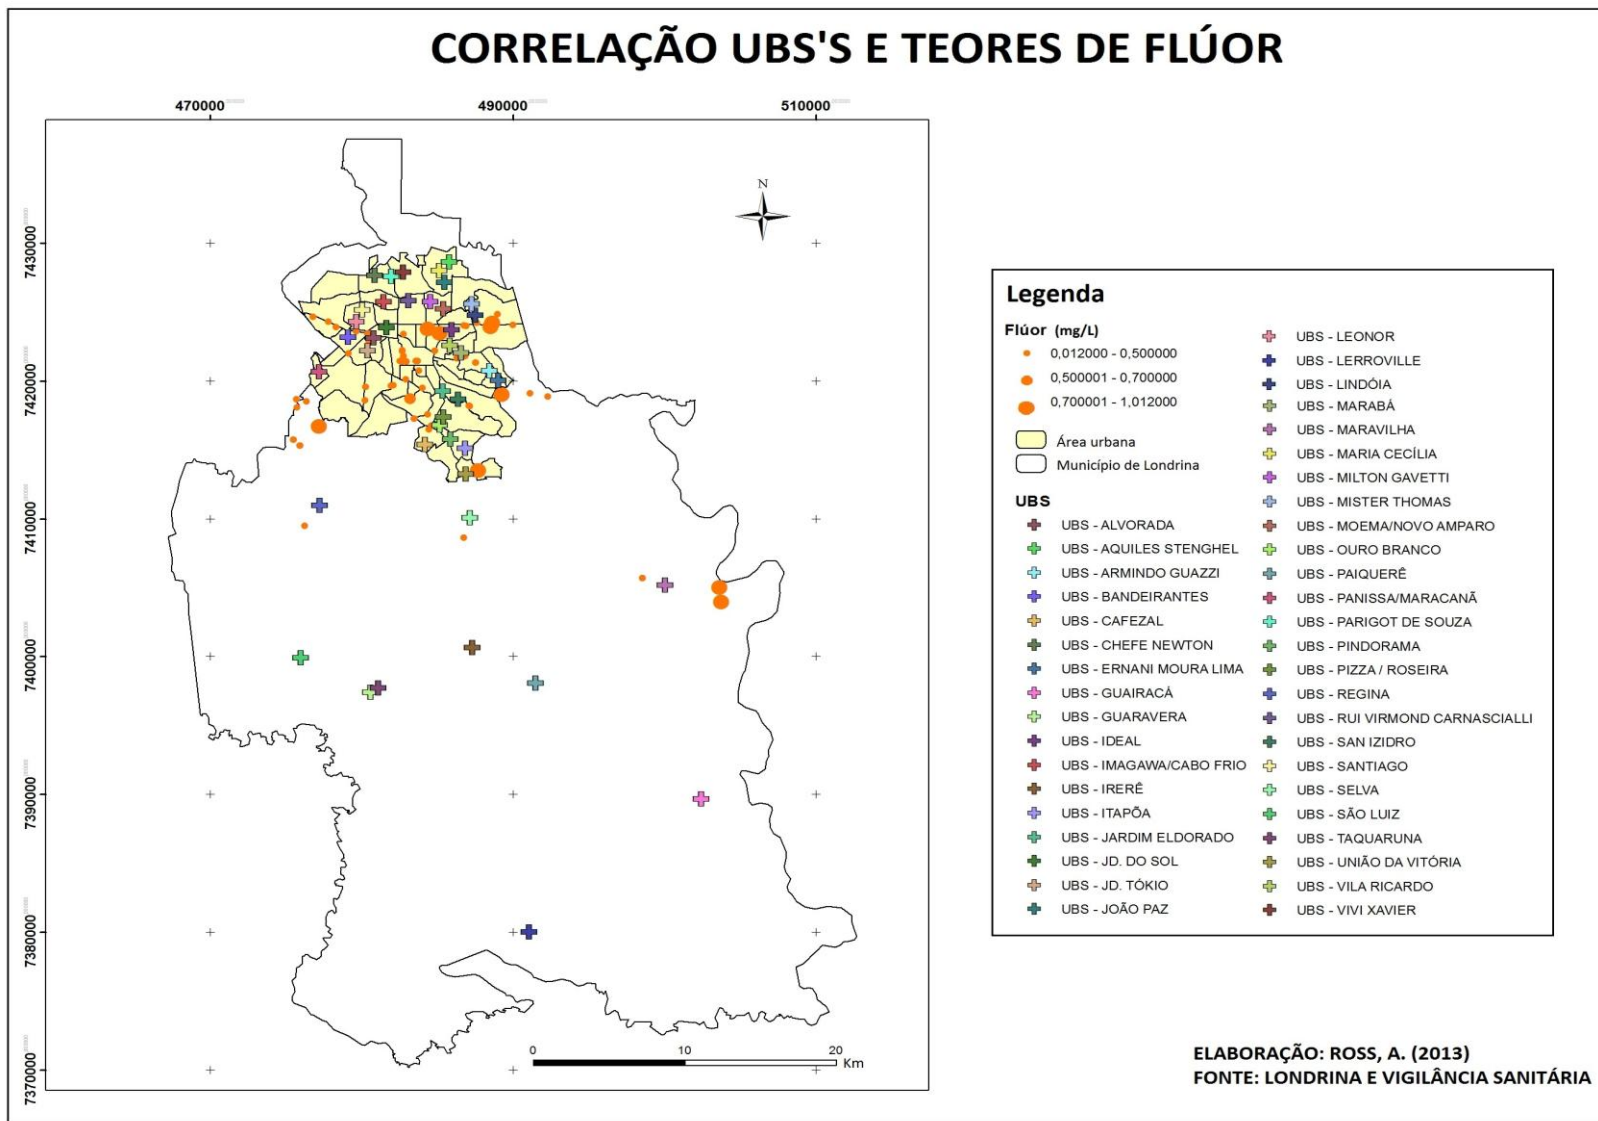 CORRELAÇÃO UBS'S E TEORES DE FLÚOR
470000
490000
510000
N
7430000
7420000
7410000
7400000
7390000
7380000
7370000
0
10
20
Km
Legenda
Flúor (mg/L)
0,012000 - 0,500000
0,500001 - 0,700000
0,700001 - 1,012000
Área urbana
Município de Londrina
UBS
UBS - ALVORADA
UBS - AQUILES STENGHEL
UBS - ARMINDO GUAZZI
UBS - BANDEIRANTES
UBS - CAFEZAL
UBS - CHEFE NEWTON
UBS - ERNANI MOURA LIMA
UBS - GUAIRACÁ
UBS - GUARAVERA
UBS - IDEAL
UBS - IMAGAWA/CABO FRIO
UBS - IRERÊ
UBS - ITAPÕA
UBS - JARDIM ELDORADO
UBS - JD. DO SOL
UBS - JD. TÓKIO
UBS - JOÃO PAZ
UBS - LEONOR
UBS - LERROVILLE
UBS - LINDÓIA
UBS - MARABÁ
UBS - MARAVILHA
UBS - MARIA CECÍLIA
UBS - MILTON GAVETTI
UBS - MISTER THOMAS
UBS - MOEMA/NOVO AMPARO
UBS - OURO BRANCO
UBS - PAIQUERÊ
UBS - PANISSA/MARACANÃ
UBS - PARIGOT DE SOUZA
UBS - PINDORAMA
UBS - PIZZA / ROSEIRA
UBS - REGINA
UBS - RUI VIRMOND CARNASCIALLI
UBS - SAN IZIDRO
UBS - SANTIAGO
UBS - SELVA
UBS - SÃO LUIZ
UBS - TAQUARUNA
UBS - UNIÃO DA VITÓRIA
UBS - VILA RICARDO
UBS - VIVI XAVIER
ELABORAÇÃO: ROSS, A. (2013)
FONTE: LONDRINA E VIGILÂNCIA SANITÁRIA